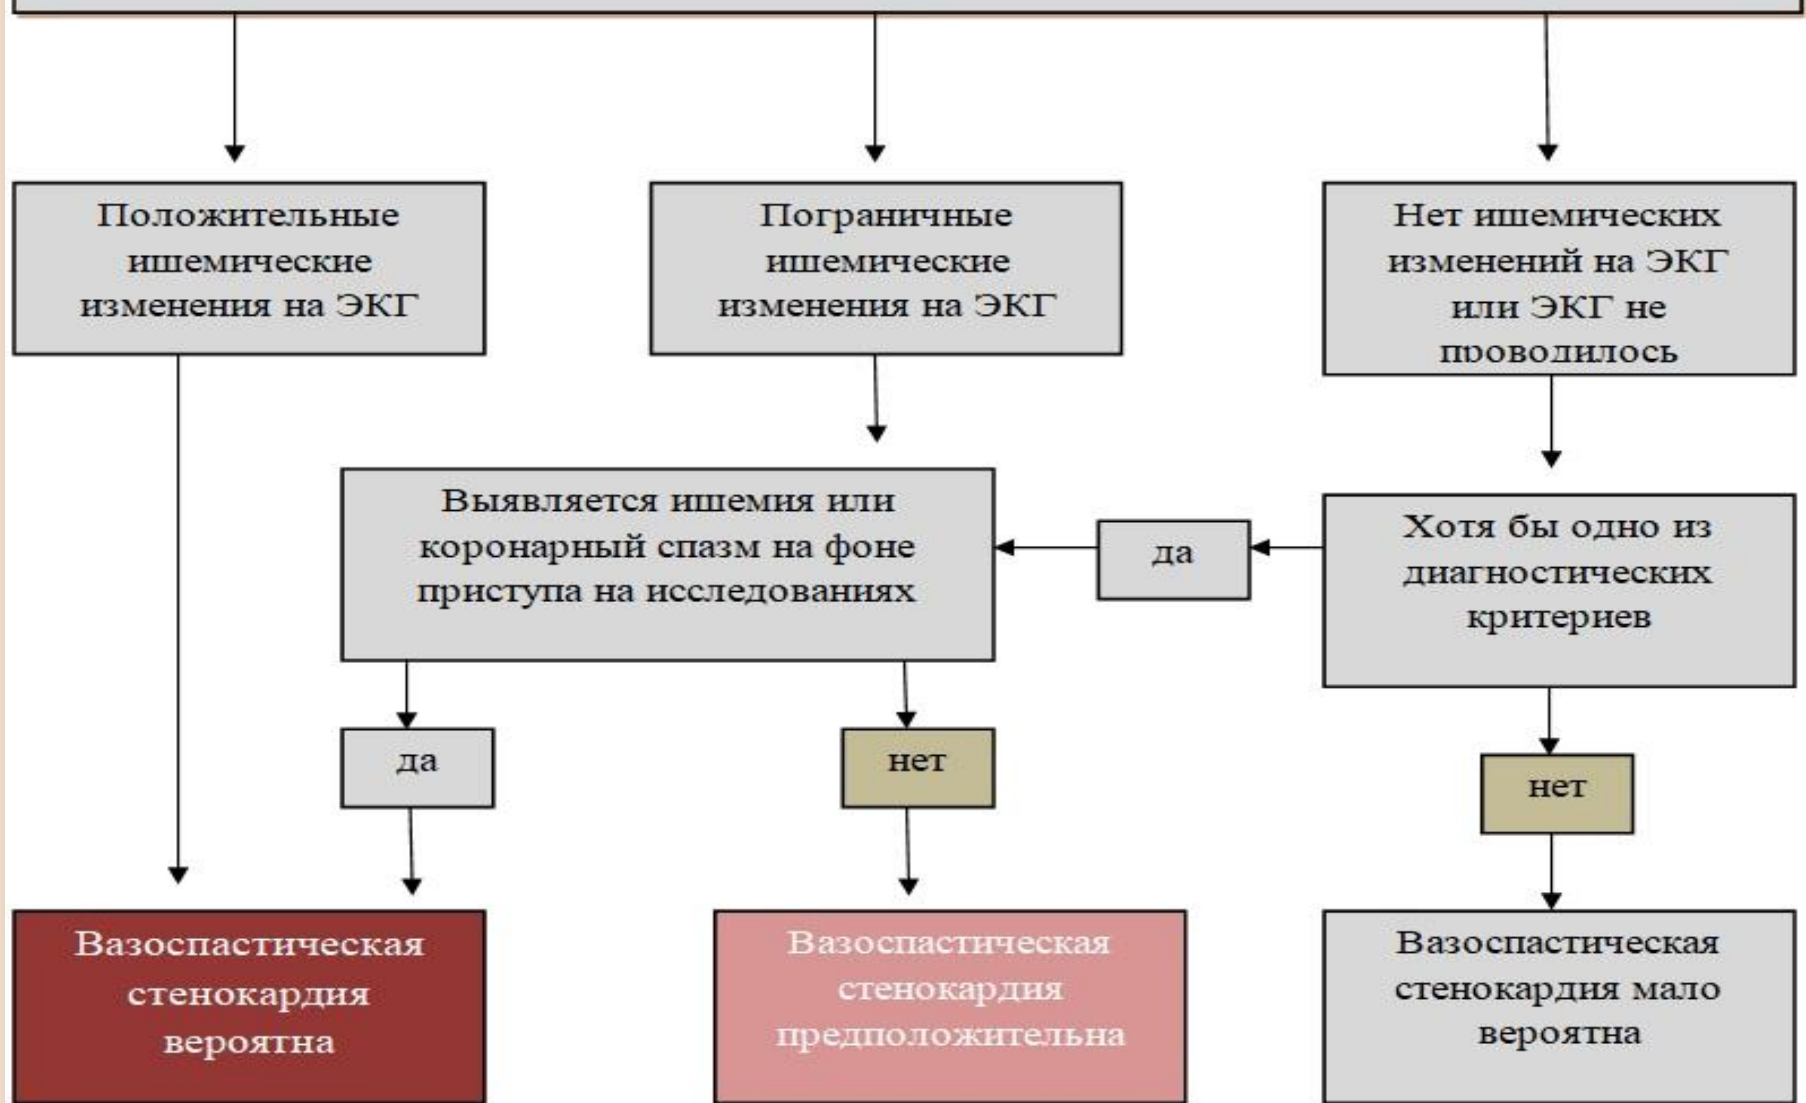 Положительные
ишемические
изменения на ЭКГ
Пограничные
ишемические
изменения на ЭКГ
Нет ишемических
изменений на ЭКГ
или ЭКГ не
проводилось
Выявляется ишемия или
коронарный спазм на фоне
приступа на исследованиях
да
Хотя бы одно из
диагностических
критериев
да
нет
нет
Вазоспастическая
стенокардия
вероятна
Вазоспастическая
стенокардия
предположительна
Вазоспастическая
стенокардия мало
вероятна